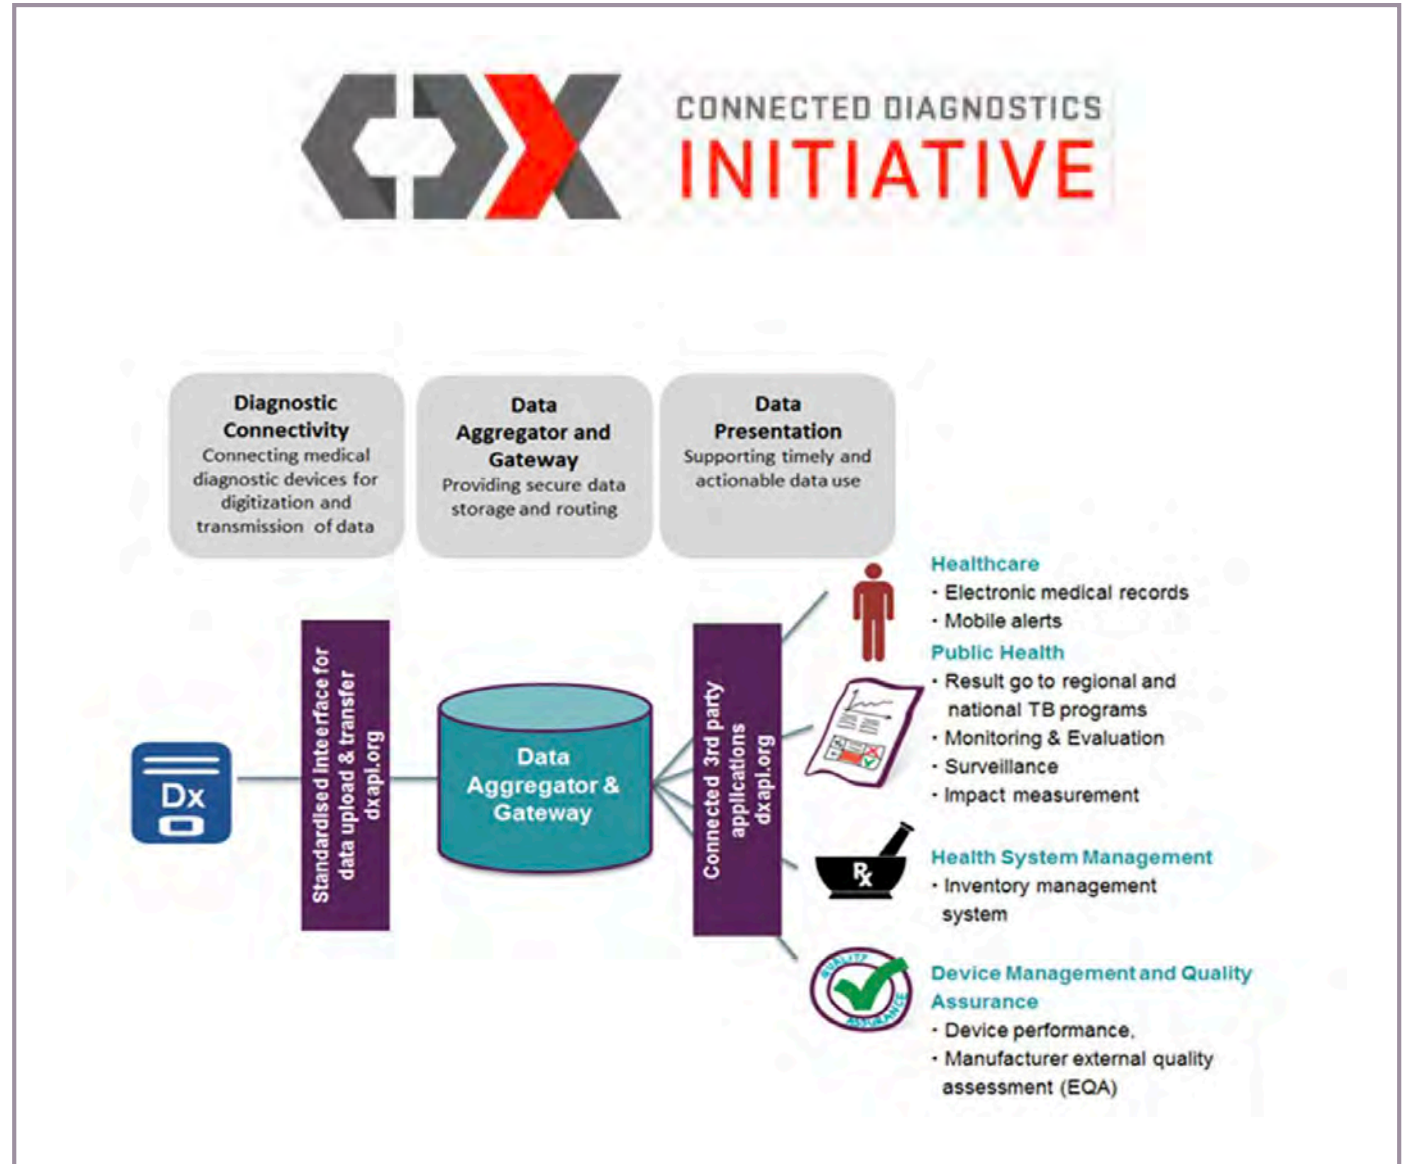 CDX
CONNECTED DIAGNOSTICS
INITIATIVE
Diagnostic
Connectivity
Connecting medical
diagnostic devices for
digitization and
transmission of data
Data
Aggregator and
Gateway
Providing secure data
storage and routing
Data
Presentation
Supporting timely and
actionable data use
Dx
Standardised inteerface for
data upload & transfer
dxapi.org
Data
Aggregator &
Gateway
Connected 3rd party
applications
dxapi.org
Healthcare
· Electronic medical records
· Mobile alerts
Public Health
· Result go to regional and
national TB programs
· Monitoring & Evaluation
· Surveillance
· Impact measurement
Rx
Health System Management
· Inventory management
system
QUALITY
ASSURANCE
Device Management and Quality
Assurance
· Device performance,
· Manufacturer external quality
assessment (EQA)